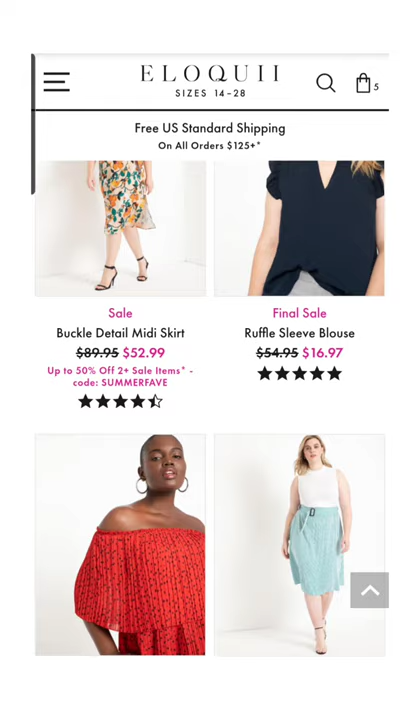 ELOQUII
SIZES 14-28
5
Free US Standard Shipping
On All Orders $125+*
Sale
Buckle Detail Midi Skirt
$89.95 $52.99
Up to 50% Off 2+ Sale Items* -
code: SUMMERFAVE
Final Sale
Ruffle Sleeve Blouse
$54.95 $16.97